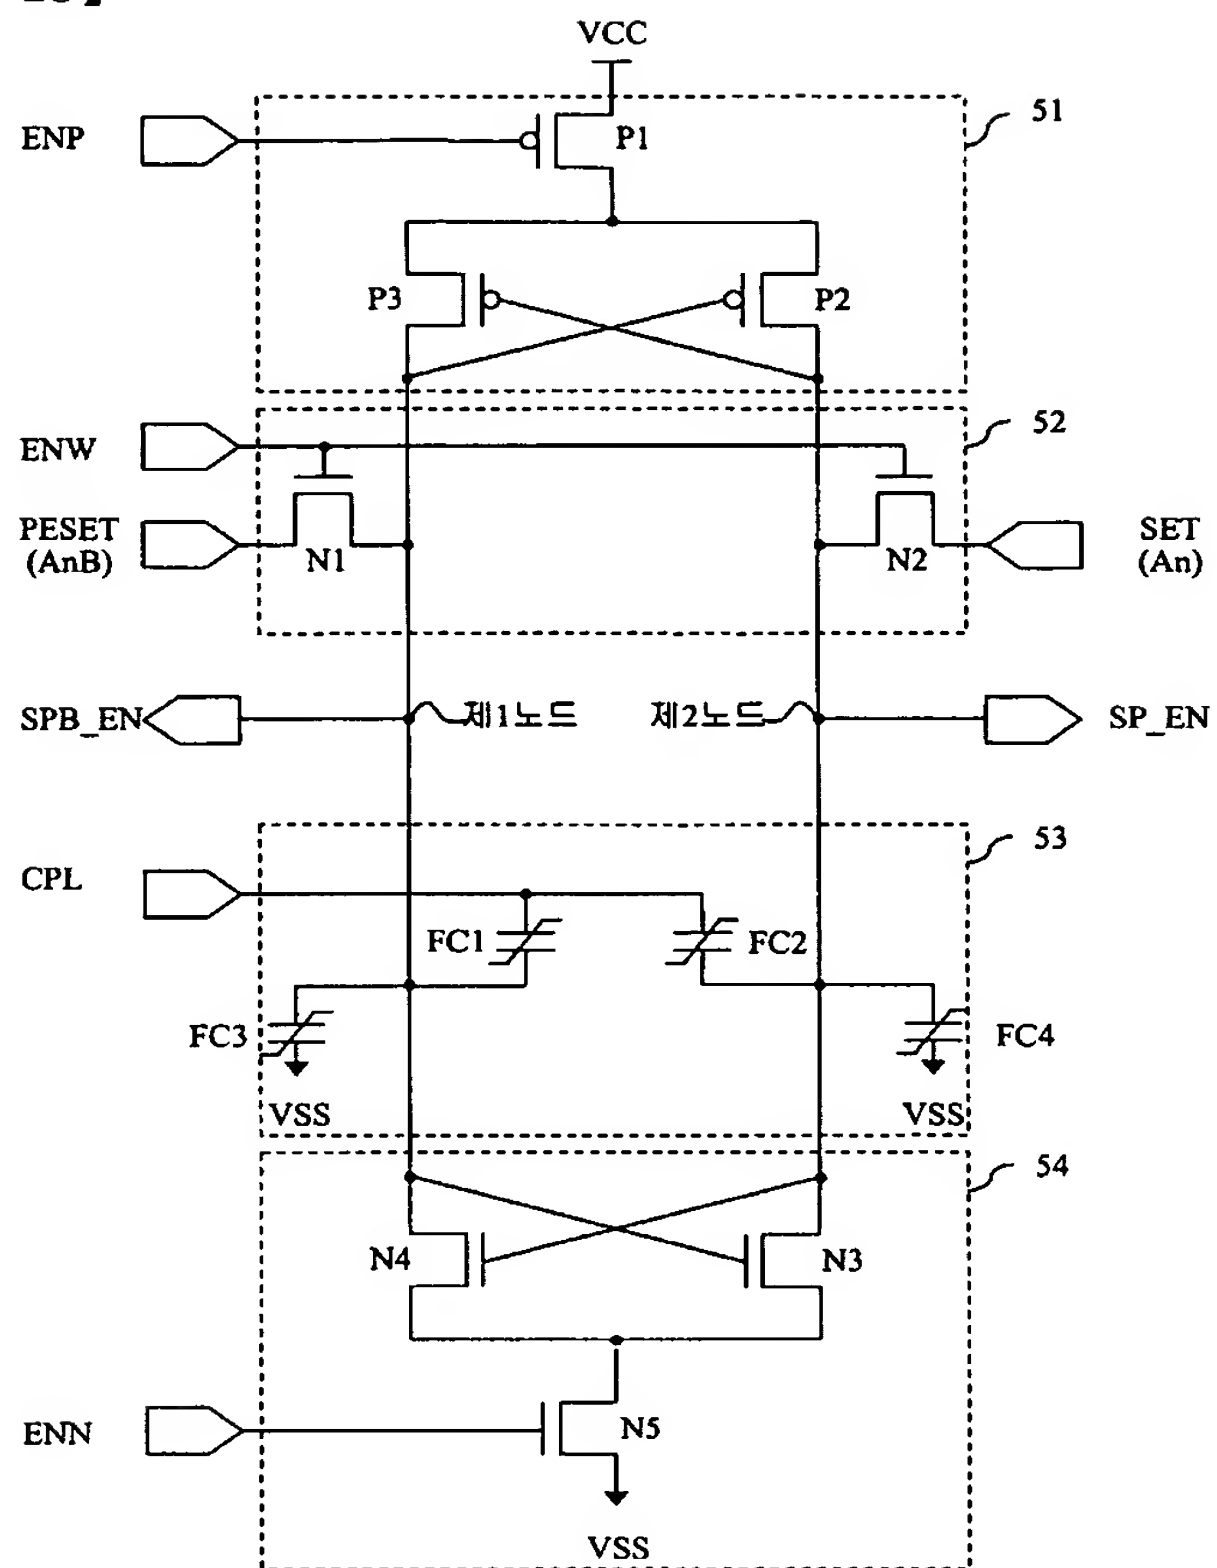 VCC
51
ENP
P1
P3
P2
ENW
52
PESET
(AnB)
N1
N2
SET
(An)
SPB_EN
제1노드
제2노드
SP_EN
53
CPL
FC1
FC2
FC3
FC4
VSS
VSS
54
N4
N3
ENN
N5
VSS